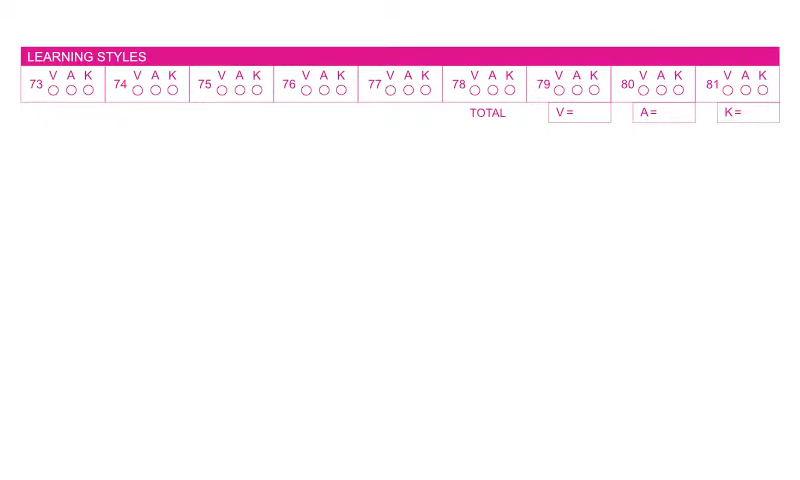 LEARNING STYLES
V A K V A K V A K V A K V A K V A K V A K V A K V A K
73 74 75 76 77 78 79 80 81
TOTAL V = A = K =